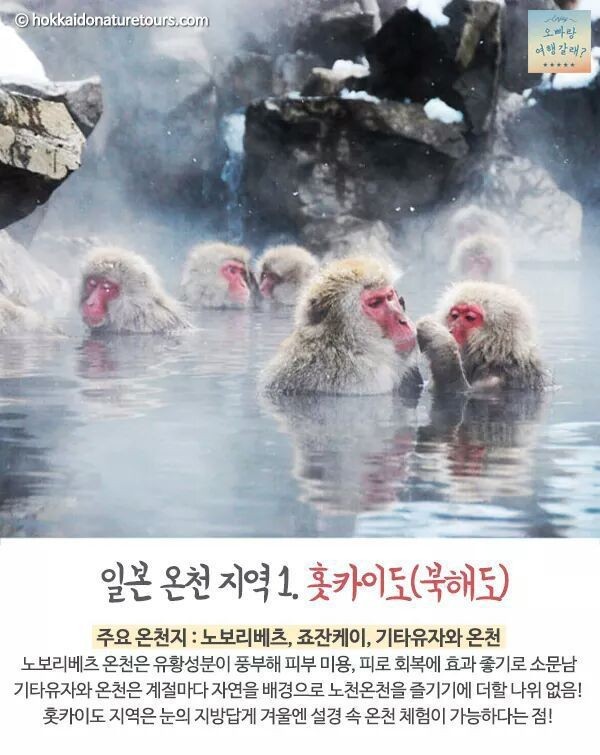 © hokkaidonaturetours.com
오빠랑
여행갈래?
★★★★★
일본 온천 지역 1. 홋카이도(북해도)
주요 온천지 : 노보리베츠, 죠잔케이, 기타유자와 온천
노보리베츠 온천은 유황성분이 풍부해 피부 미용, 피로 회복에 효과 좋기로 소문남
기타유자와 온천은 계절마다 자연을 배경으로 노천온천을 즐기기에 더할 나위 없음!
홋카이도 지역은 눈의 지방답게 겨울엔 설경 속 온천 체험이 가능하다는 점!